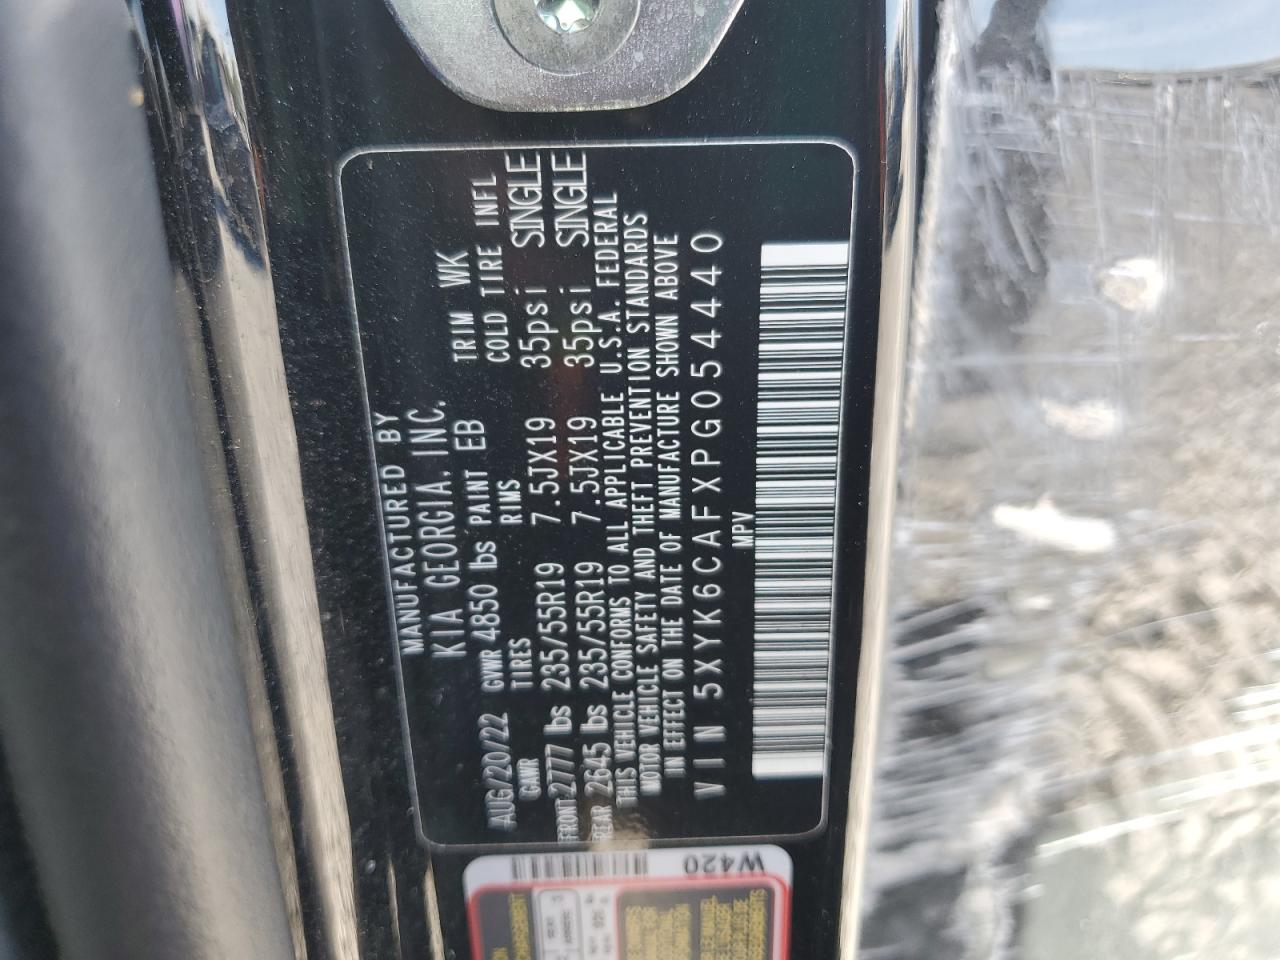 MANUFACTURED BY
KIA GEORGIA, INC.
AUG/20/22 GVWR 4850 lbs PAINT EB TRIM WK
GAWR TIRES RIMS COLD TIRE INFL
FRONT 2777 lbs 235/55R19 7.5JX19 35psi SINGLE
REAR 2645 lbs 235/55R19 7.5JX19 35psi SINGLE
THIS VEHICLE CONFORMS TO ALL APPLICABLE U.S.A. FEDERAL
MOTOR VEHICLE SAFETY AND THEFT PREVENTION STANDARDS
IN EFFECT ON THE DATE OF MANUFACTURE SHOWN ABOVE
VIN 5XYK6CAFXPG054440
MPV
W420